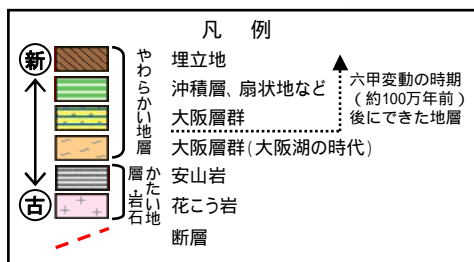 凡 例
新
古
やわらかい地層
かたい地層・岩石
埋立地
沖積層、扇状地など
大阪層群
大阪層群(大阪湖の時代)
安山岩
花こう岩
断層
六甲変動の時期
(約100万年前)
後にできた地層